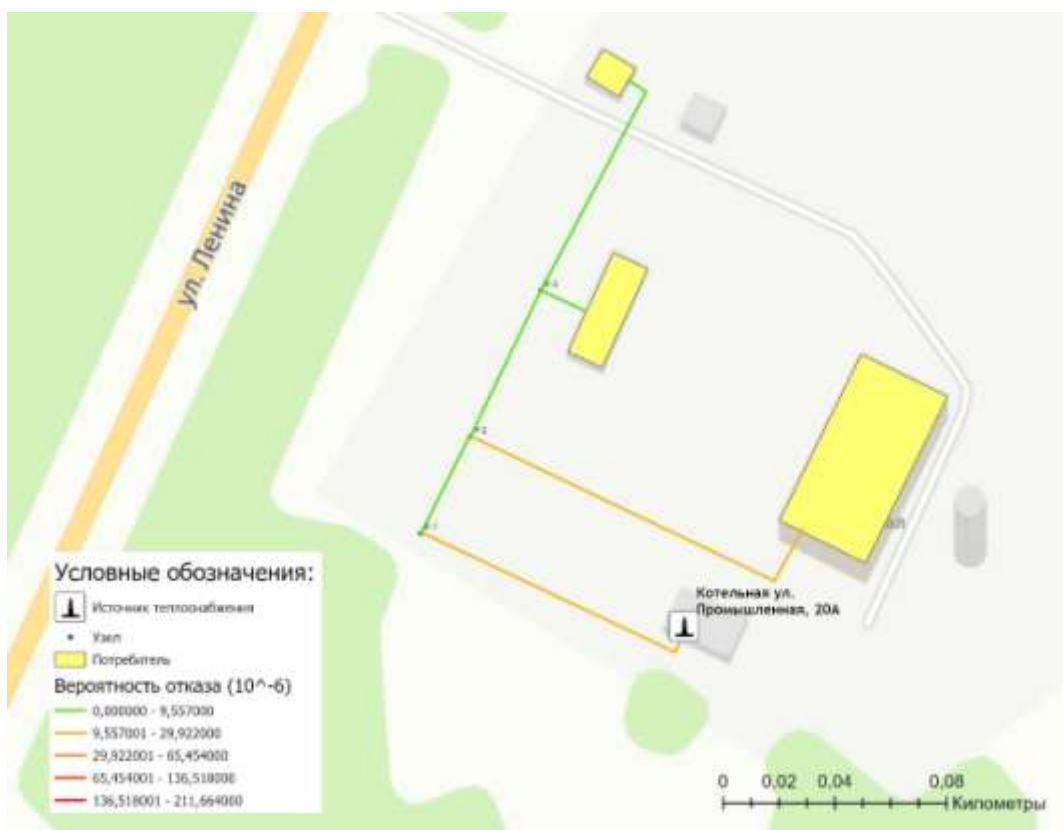 ул. Ленина
Котельная ул.
Промышленная, 20А
Условные обозначения:
Источник теплоснабжения
Узел
Потребитель
Вероятность отказа (10^-6)
0,000000 - 9,557000
9,557001 - 29,922000
29,922001 - 65,454000
65,454001 - 136,518000
136,518001 - 211,664000
0 0,02 0,04 0,08
Километры